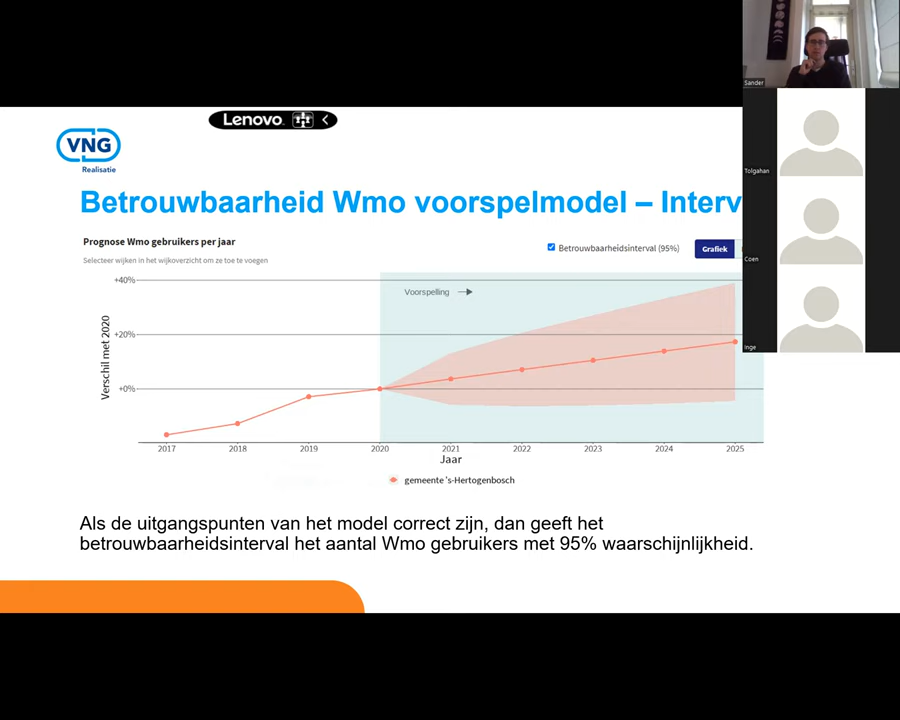 Sander
Lenovo
VNG
Realisatie
Tolgahan
Betrouwbaarheid Wmo voorspelmodel – Interv
Prognose Wmo gebruikers per jaar
Betrouwbaarheidsinterval (95%)
Grafiek
Selecteer wijken in het wijkoverzicht om ze toe te voegen
Coen
+40%
Voorspelling
+20%
Inge
+0%
Verschil met 2020
2017 2018 2019 2020 2021 2022 2023 2024 2025
Jaar
gemeente 's-Hertogenbosch
Als de uitgangspunten van het model correct zijn, dan geeft het
betrouwbaarheidsinterval het aantal Wmo gebruikers met 95% waarschijnlijkheid.